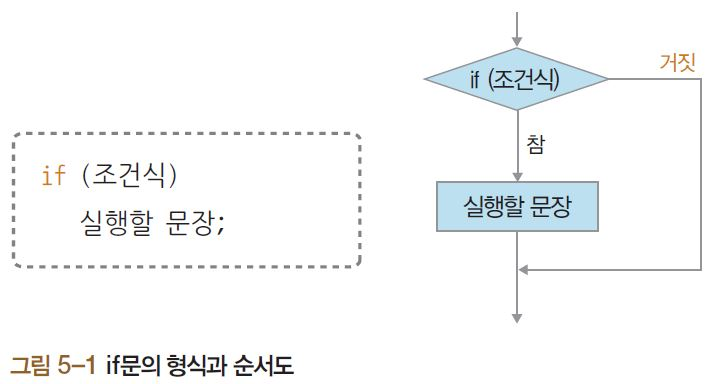 if (조건식)
실행할 문장;
if (조건식)
거짓
참
실행할 문장
그림 5-1 if문의 형식과 순서도